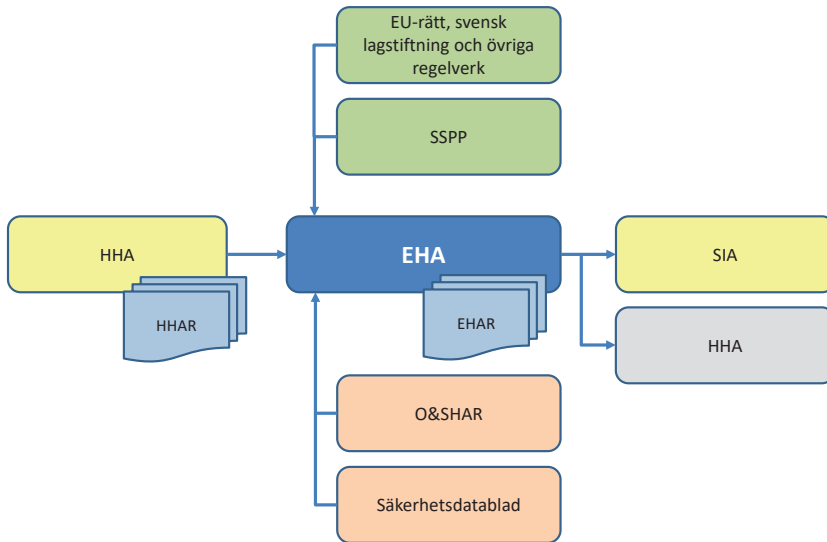 EU-rätt, svensk
lagstiftning och övriga
regelverk
SSPP
HHA
HHAR
EHA
EHAR
SIA
HHA
O&SHAR
Säkerhetsdatablad